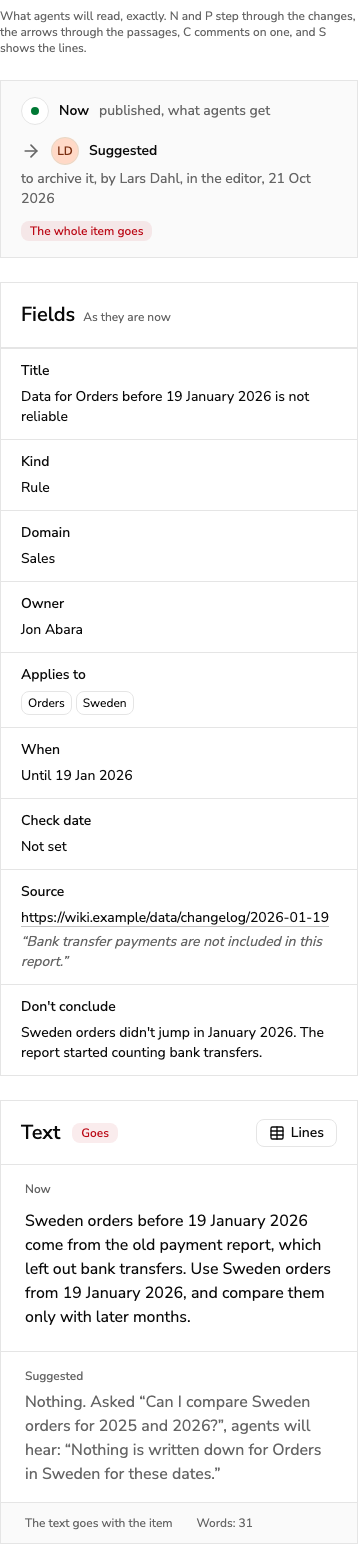 What agents will read, exactly. N and P step through the changes,
the arrows through the passages, C comments on one, and S
shows the lines.
Now published, what agents get
LD Suggested
to archive it, by Lars Dahl, in the editor, 21 Oct
2026
The whole item goes
Fields As they are now
Title
Data for Orders before 19 January 2026 is not
reliable
Kind
Rule
Domain
Sales
Owner
Jon Abara
Applies to
Orders Sweden
When
Until 19 Jan 2026
Check date
Not set
Source
https://wiki.example/data/changelog/2026-01-19
“Bank transfer payments are not included in this
report.”
Don't conclude
Sweden orders didn't jump in January 2026. The
report started counting bank transfers.
Text Goes Lines
Now
Sweden orders before 19 January 2026
come from the old payment report, which
left out bank transfers. Use Sweden orders
from 19 January 2026, and compare them
only with later months.
Suggested
Nothing. Asked “Can I compare Sweden
orders for 2025 and 2026?”, agents will
hear: “Nothing is written down for Orders
in Sweden for these dates.”
The text goes with the item Words: 31